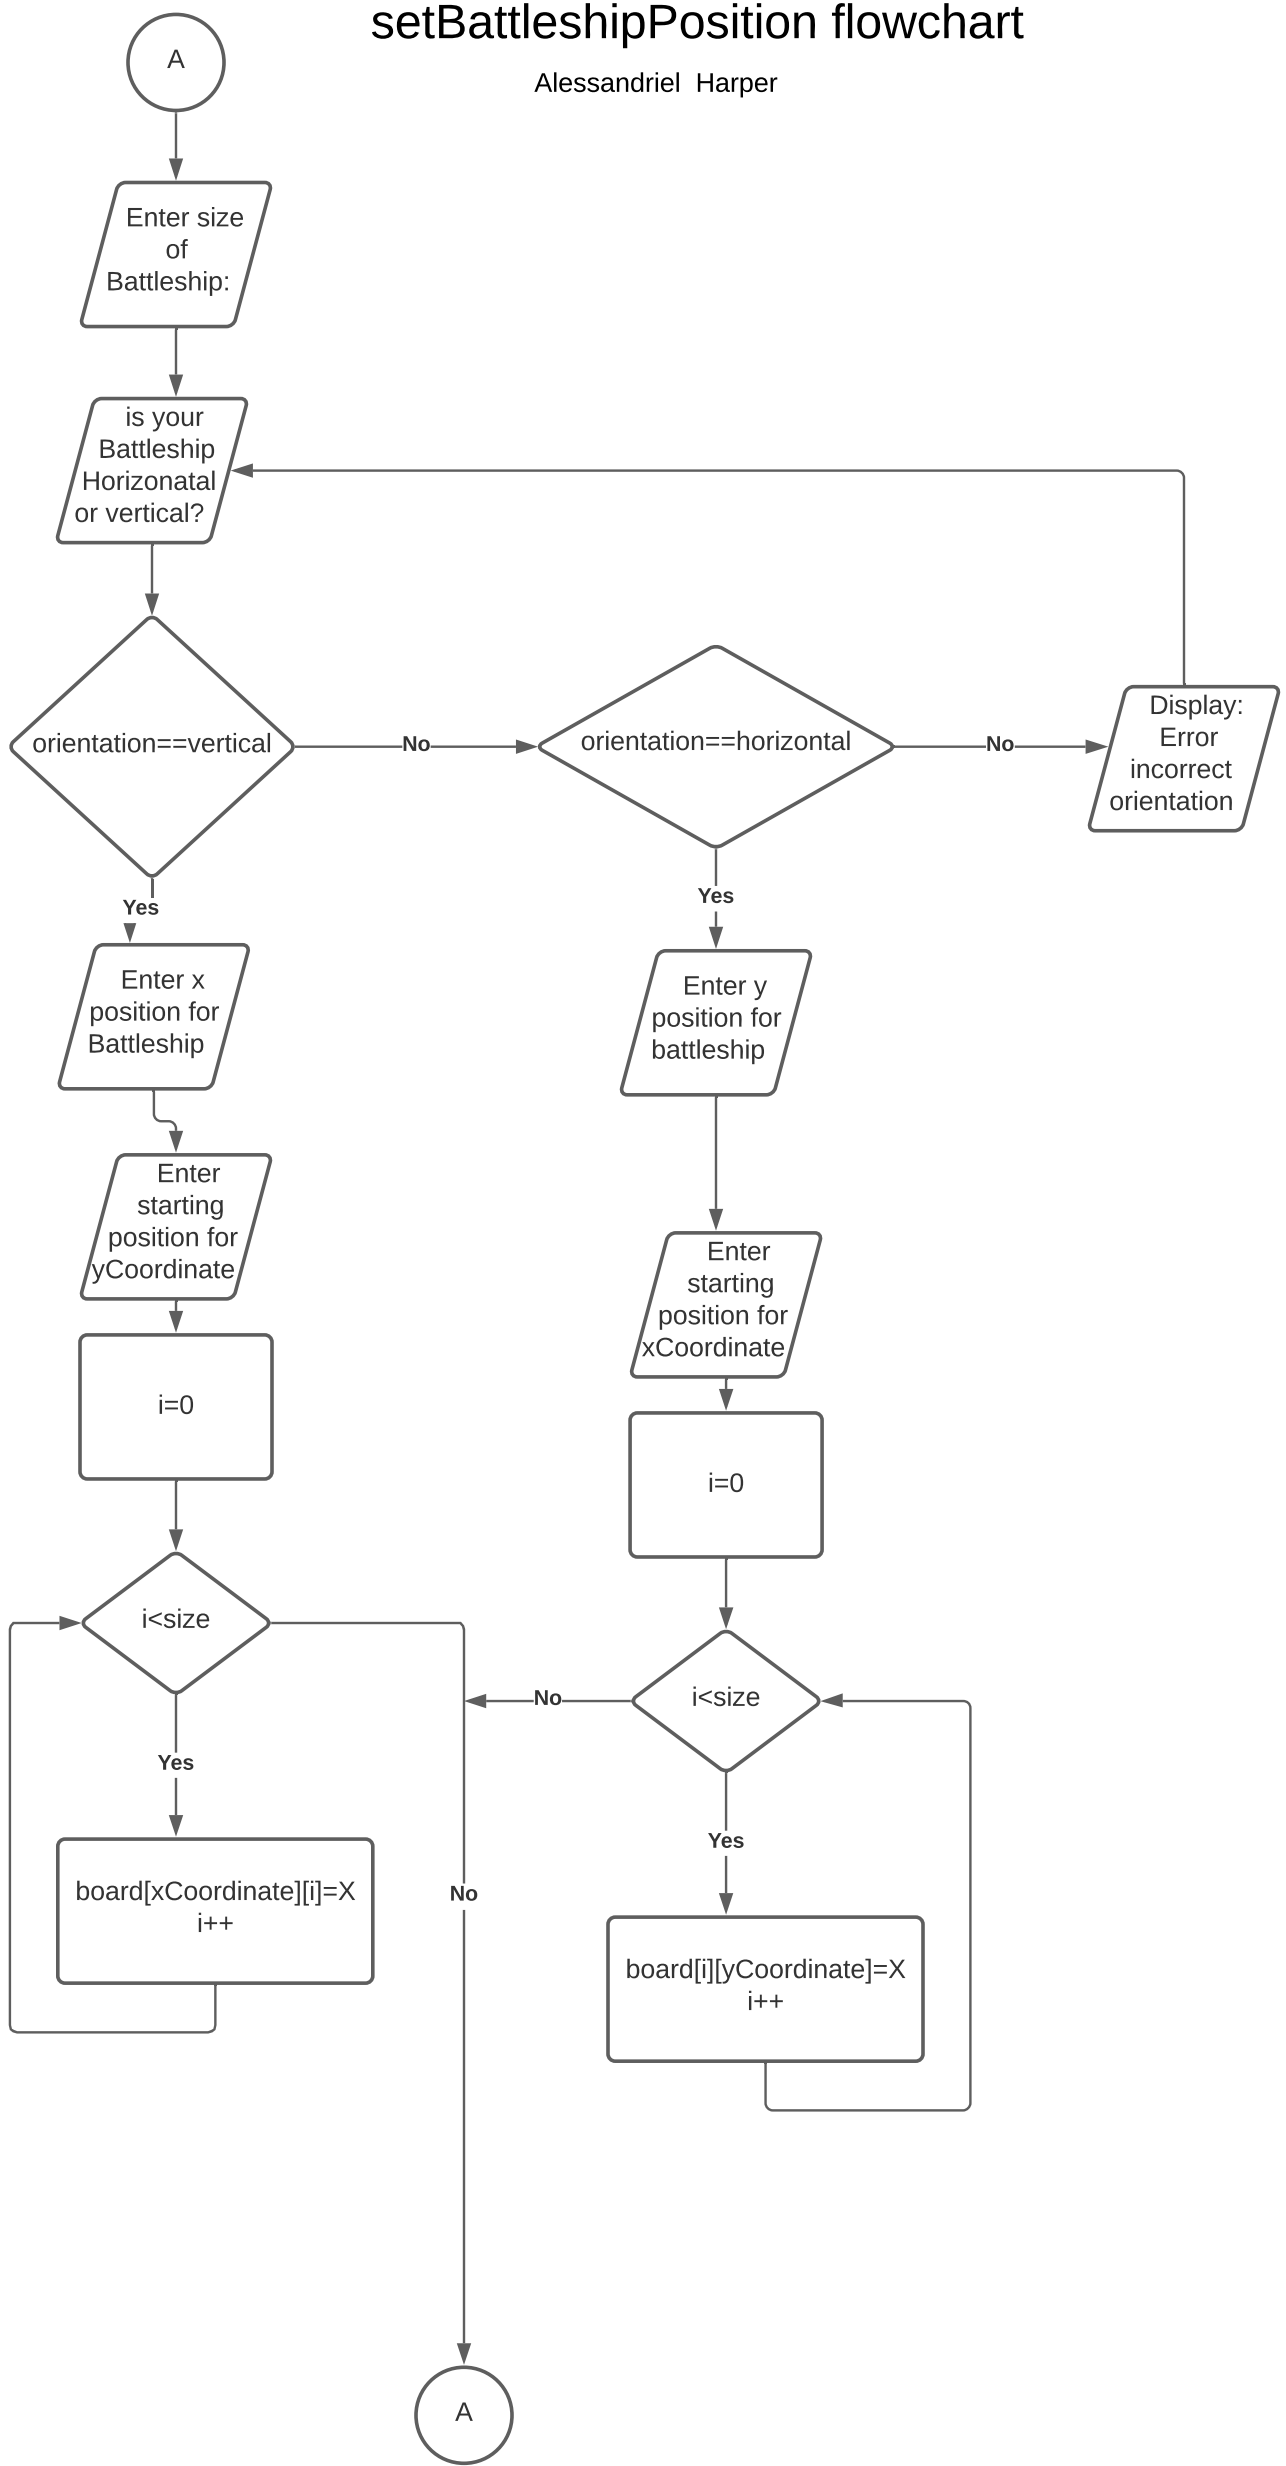 setBattleshipPosition flowchart
Alessandriel Harper
A
Enter size
of
Battleship:
is your
Battleship
Horizonatal
or vertical?
orientation==vertical
No
orientation==horizontal
No
Display:
Error
incorrect
orientation
Yes
Yes
Enter x
position for
Battleship
Enter y
position for
battleship
Enter
starting
position for
yCoordinate
Enter
starting
position for
xCoordinate
i=0
i=0
i<size
i<size
No
Yes
Yes
board[xCoordinate][i]=X
i++
No
board[i][yCoordinate]=X
i++
A